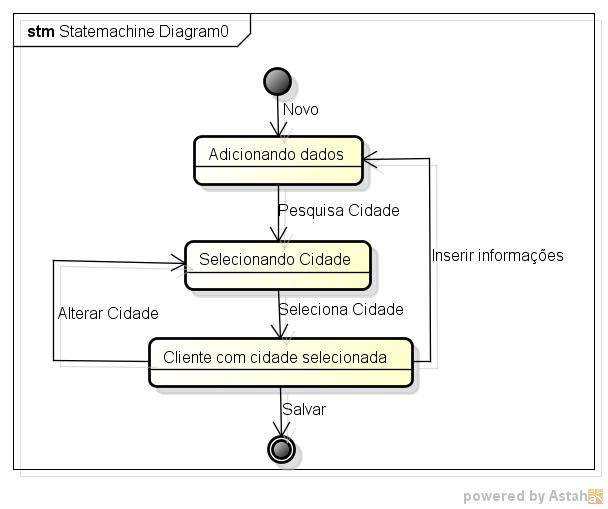 stm Statemachine Diagram0
Novo
Adicionando dados
Pesquisa Cidade
Selecionando Cidade
Inserir informações
Alterar Cidade
Seleciona Cidade
Cliente com cidade selecionada
Salvar
powered by Astah